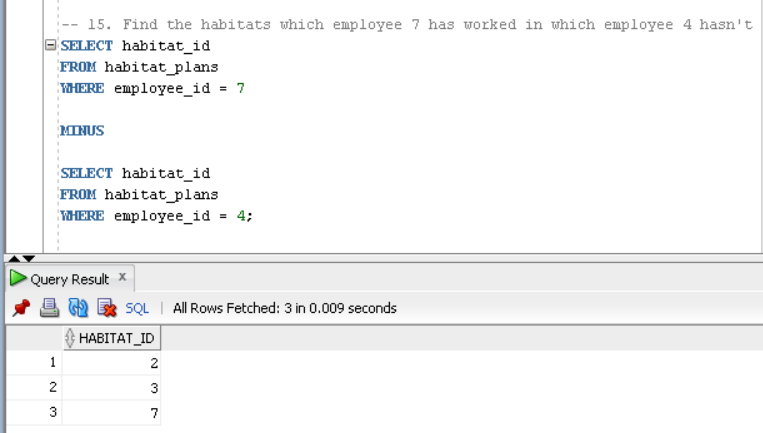 -- 15. Find the habitats which employee 7 has worked in which employee 4 hasn't
SELECT habitat_id
FROM habitat_plans
WHERE employee_id = 7
MINUS
SELECT habitat_id
FROM habitat_plans
WHERE employee_id = 4;
Query Result x
SQL | All Rows Fetched: 3 in 0.009 seconds
HABITAT_ID
1 2
2 3
3 7